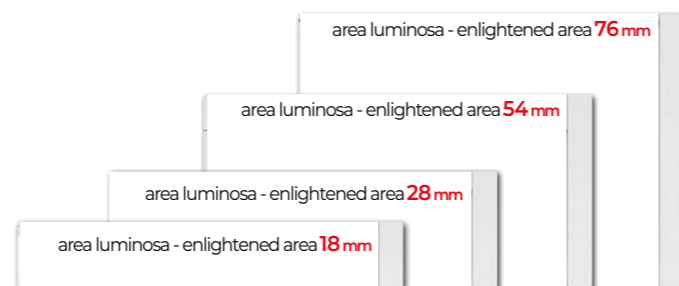 area luminosa - enlightened area 76 mm
area luminosa - enlightened area 54 mm
area luminosa - enlightened area 28 mm
area luminosa - enlightened area 18 mm